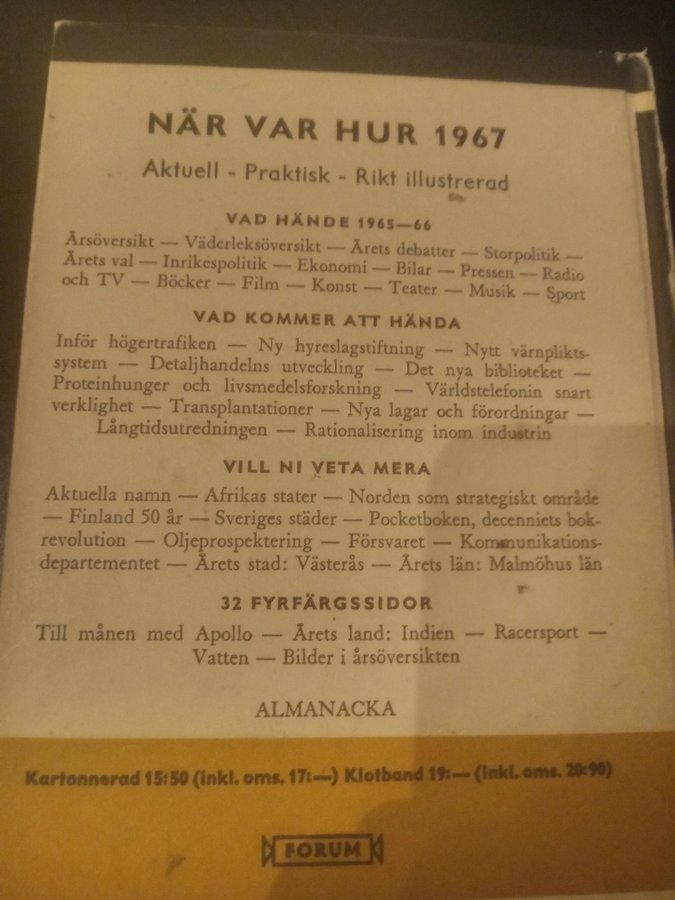 NÄR VAR HUR 1967
Aktuell - Praktisk - Rikt illustrerad
VAD HÄNDE 1965—66
Årsöversikt — Väderleksöversikt — Årets debatter — Storpolitik —
Årets val — Inrikespolitik — Ekonomi — Bilar — Pressen — Radio
och TV — Böcker — Film — Konst — Teater — Musik — Sport
VAD KOMMER ATT HÄNDA
Inför högertrafiken — Ny hyreslagstiftning — Nytt värnplikts-
system — Detaljhandelns utveckling — Det nya biblioteket —
Proteinhunger och livsmedelsforskning — Världstelefonin snart
verklighet — Transplantationer — Nya lagar och förordningar —
Långtidsutredningen — Rationalisering inom industrin
VILL NI VETA MERA
Aktuella namn — Afrikas stater — Norden som strategiskt område
— Finland 50 år — Sveriges städer — Pocketboken, decenniets bok-
revolution — Oljeprospektering — Försvaret — Kommunikations-
departementet — Årets stad: Västerås — Årets län: Malmöhus län
32 FYRFÄRGSSIDOR
Till månen med Apollo — Årets land: Indien — Racersport —
Vatten — Bilder i årsöversikten
ALMANACKA
Kartonnerad 15:50 (inkl. oms. 17:—) Klotband 19:— (inkl. oms. 20:90)
FORUM